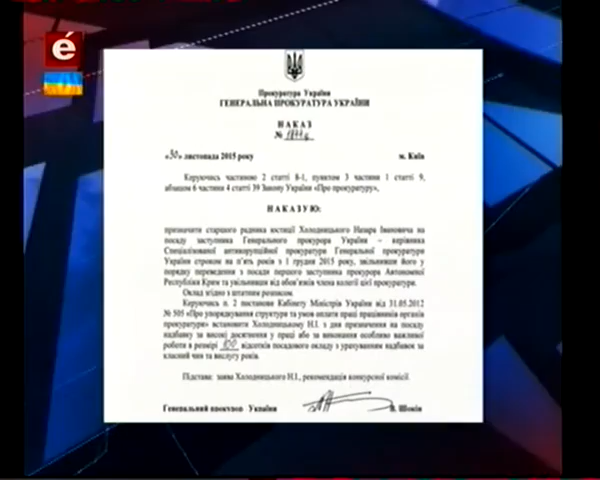 é
Прокуратура України
ГЕНЕРАЛЬНА ПРОКУРАТУРА УКРАЇНИ
НАКАЗ
№ 1877ц
«30» листопада 2015 року м. Київ
Керуючись частиною 2 статті 8-1, пунктом 3 частини 1 статті 9,
абзацом 6 частини 4 статті 39 Закону України «Про прокуратуру»,
НАКАЗУЮ:
призначити старшого радника юстиції Холодницького Назара Івановича на
посаду заступника Генерального прокурора України – керівника
Спеціалізованої антикорупційної прокуратури Генеральної прокуратури
України строком на п’ять років з 1 грудня 2015 року, звільнивши його у
порядку переведення з посади першого заступника прокурора Автономної
Республіки Крим та увільнивши від обов’язків члена колегії цієї прокуратури.
Оклад згідно з штатним розписом.
Керуючись п. 2 постанови Кабінету Міністрів України від 31.05.2012
№ 505 «Про упорядкування структури та умов оплати праці працівників органів
прокуратури» встановити Холодницькому Н.І. з дня призначення на посаду
надбавку за високі досягнення у праці або за виконання особливо важливої
роботи в розмірі 100 відсотків посадового окладу з урахуванням надбавок за
класний чин та вислугу років.
Підстава: заява Холодницького Н.І., рекомендація конкурсної комісії.
Генеральний прокурор України В. Шокін